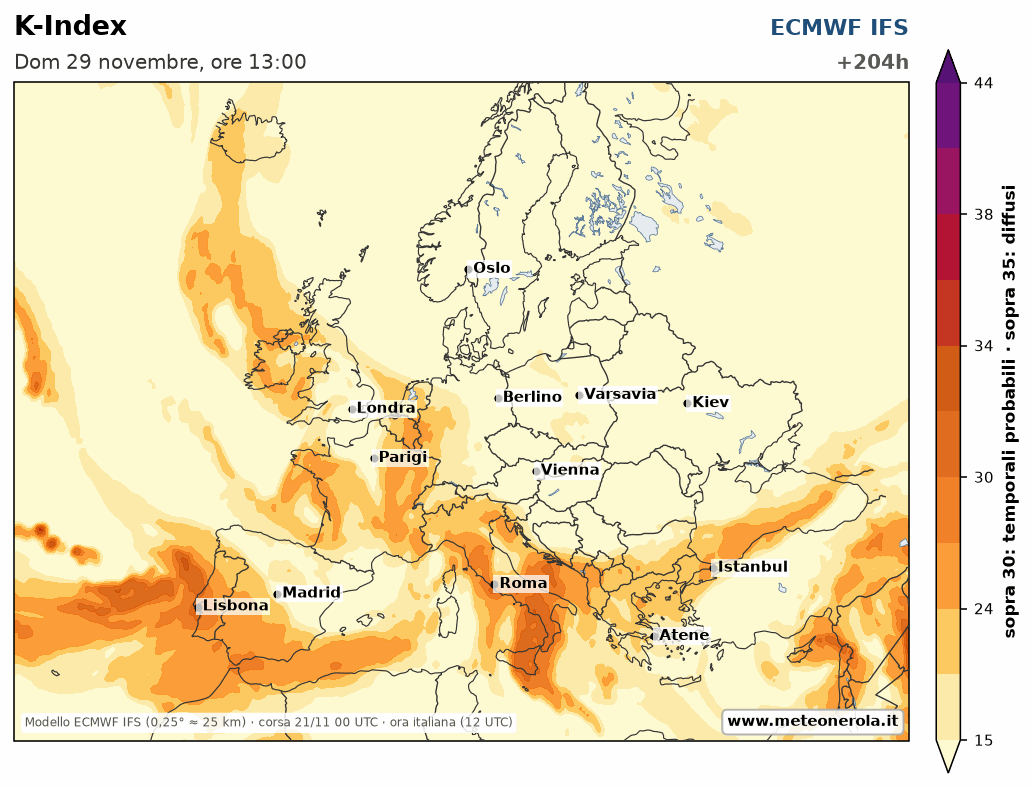 K-Index
ECMWF IFS
Dom 29 novembre, ore 13:00
+204h
44
38
34
30
24
15
sopra 30: temporali probabili · sopra 35: diffusi
Oslo
Londra
Berlino
Varsavia
Kiev
Parigi
Vienna
Istanbul
Roma
Madrid
Lisbona
Atene
Modello ECMWF IFS (0,25° ≈ 25 km) · corsa 21/11 00 UTC · ora italiana (12 UTC)
www.meteonerola.it